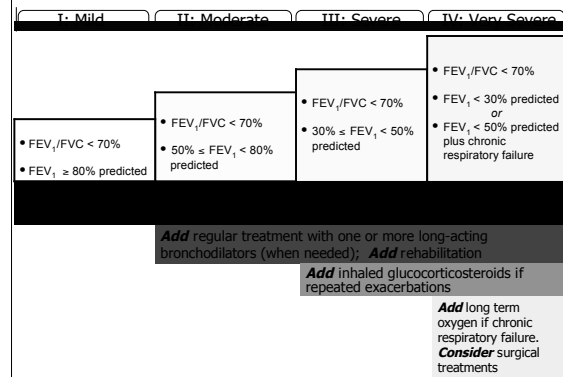 I: Mild
II: Moderate
III: Severe
IV: Very Severe
• FEV₁/FVC < 70%
• FEV₁ ≥ 80% predicted
• FEV₁/FVC < 70%
• 50% ≤ FEV₁ < 80%
predicted
• FEV₁/FVC < 70%
• 30% ≤ FEV₁ < 50%
predicted
• FEV₁/FVC < 70%
• FEV₁ < 30% predicted
or
• FEV₁ < 50% predicted
plus chronic
respiratory failure
Add regular treatment with one or more long-acting
bronchodilators (when needed); Add rehabilitation
Add inhaled glucocorticosteroids if
repeated exacerbations
Add long term
oxygen if chronic
respiratory failure.
Consider surgical
treatments